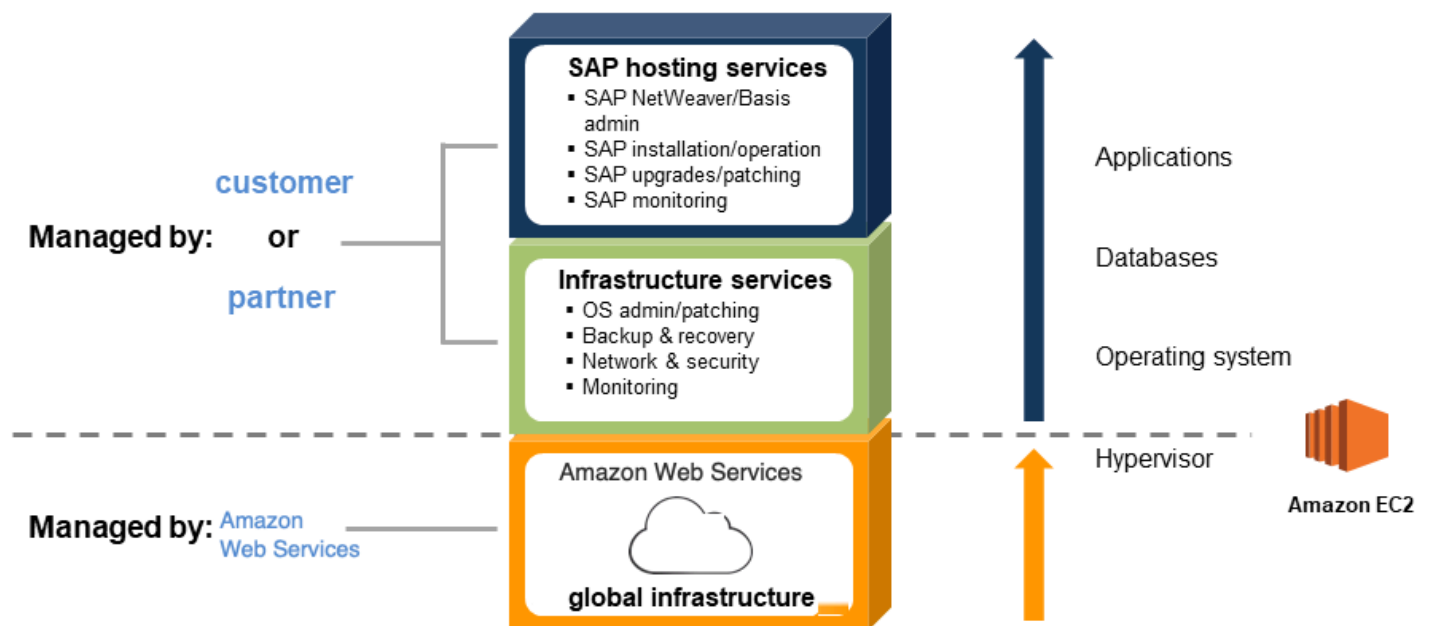 SAP hosting services
▪ SAP NetWeaver/Basis
admin
▪ SAP installation/operation
▪ SAP upgrades/patching
▪ SAP monitoring
customer
Managed by: or
partner
Infrastructure services
▪ OS admin/patching
▪ Backup & recovery
▪ Network & security
▪ Monitoring
Applications
Databases
Operating system
Hypervisor
Amazon EC2
Managed by: Amazon
Web Services
Amazon Web Services
global infrastructure